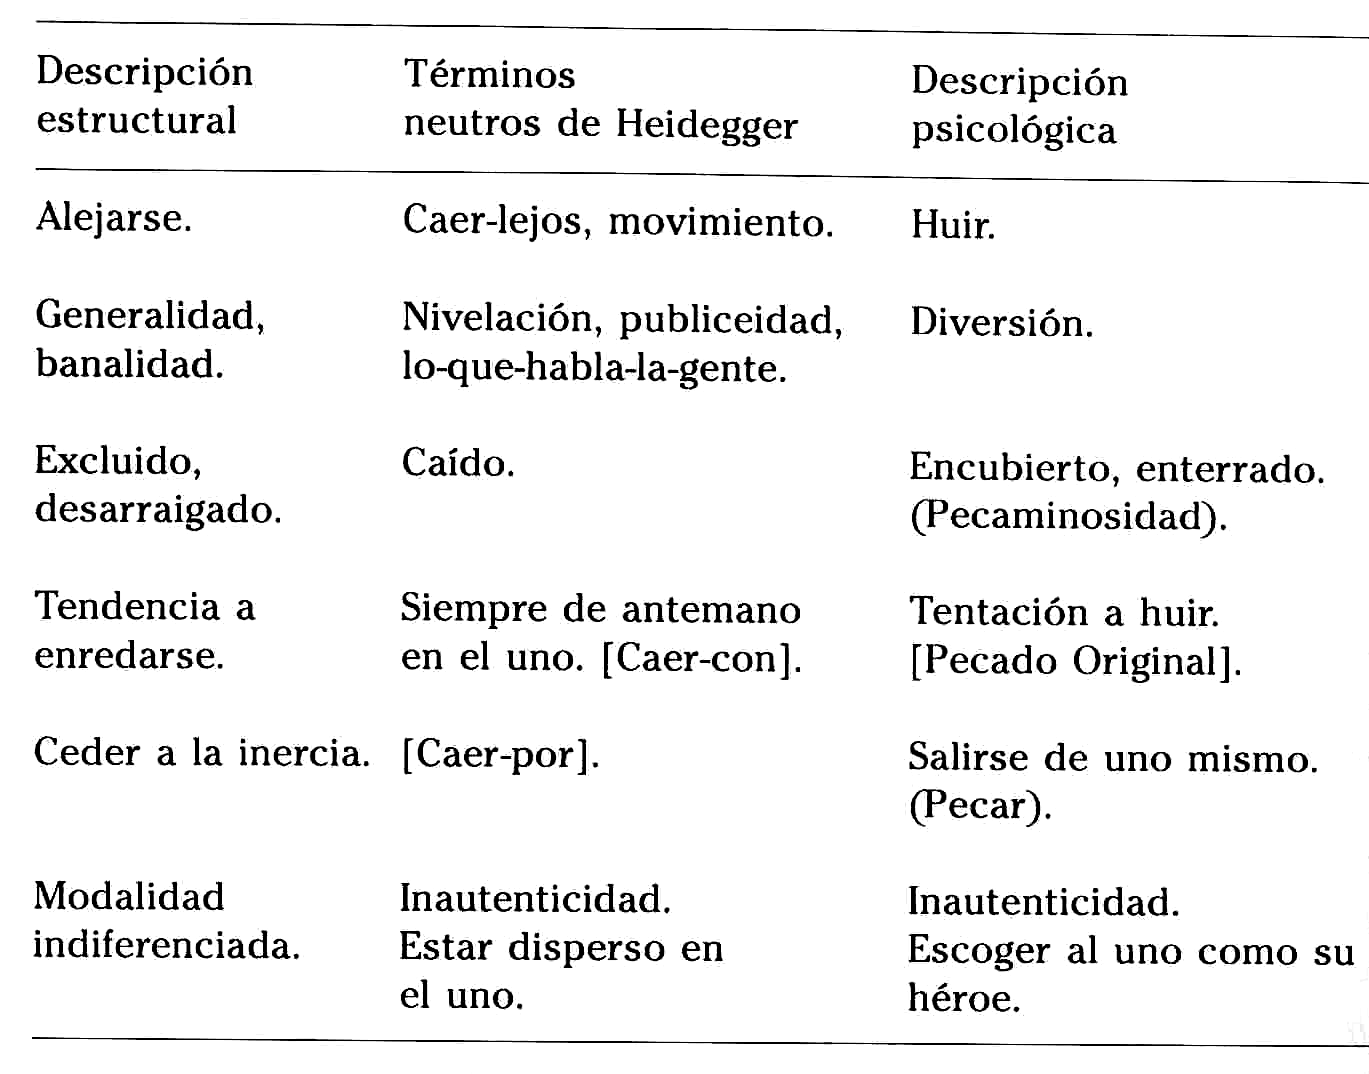 Descripción
estructural
Términos
neutros de Heidegger
Descripción
psicológica
Alejarse.
Caer-lejos, movimiento.
Huir.
Generalidad,
banalidad.
Nivelación, publiceidad,
lo-que-habla-la-gente.
Diversión.
Excluido,
desarraigado.
Caído.
Encubierto, enterrado.
(Pecaminosidad).
Tendencia a
enredarse.
Siempre de antemano
en el uno. [Caer-con].
Tentación a huir.
[Pecado Original].
Ceder a la inercia.
[Caer-por].
Salirse de uno mismo.
(Pecar).
Modalidad
indiferenciada.
Inautenticidad.
Estar disperso en
el uno.
Inautenticidad.
Escoger al uno como su
héroe.